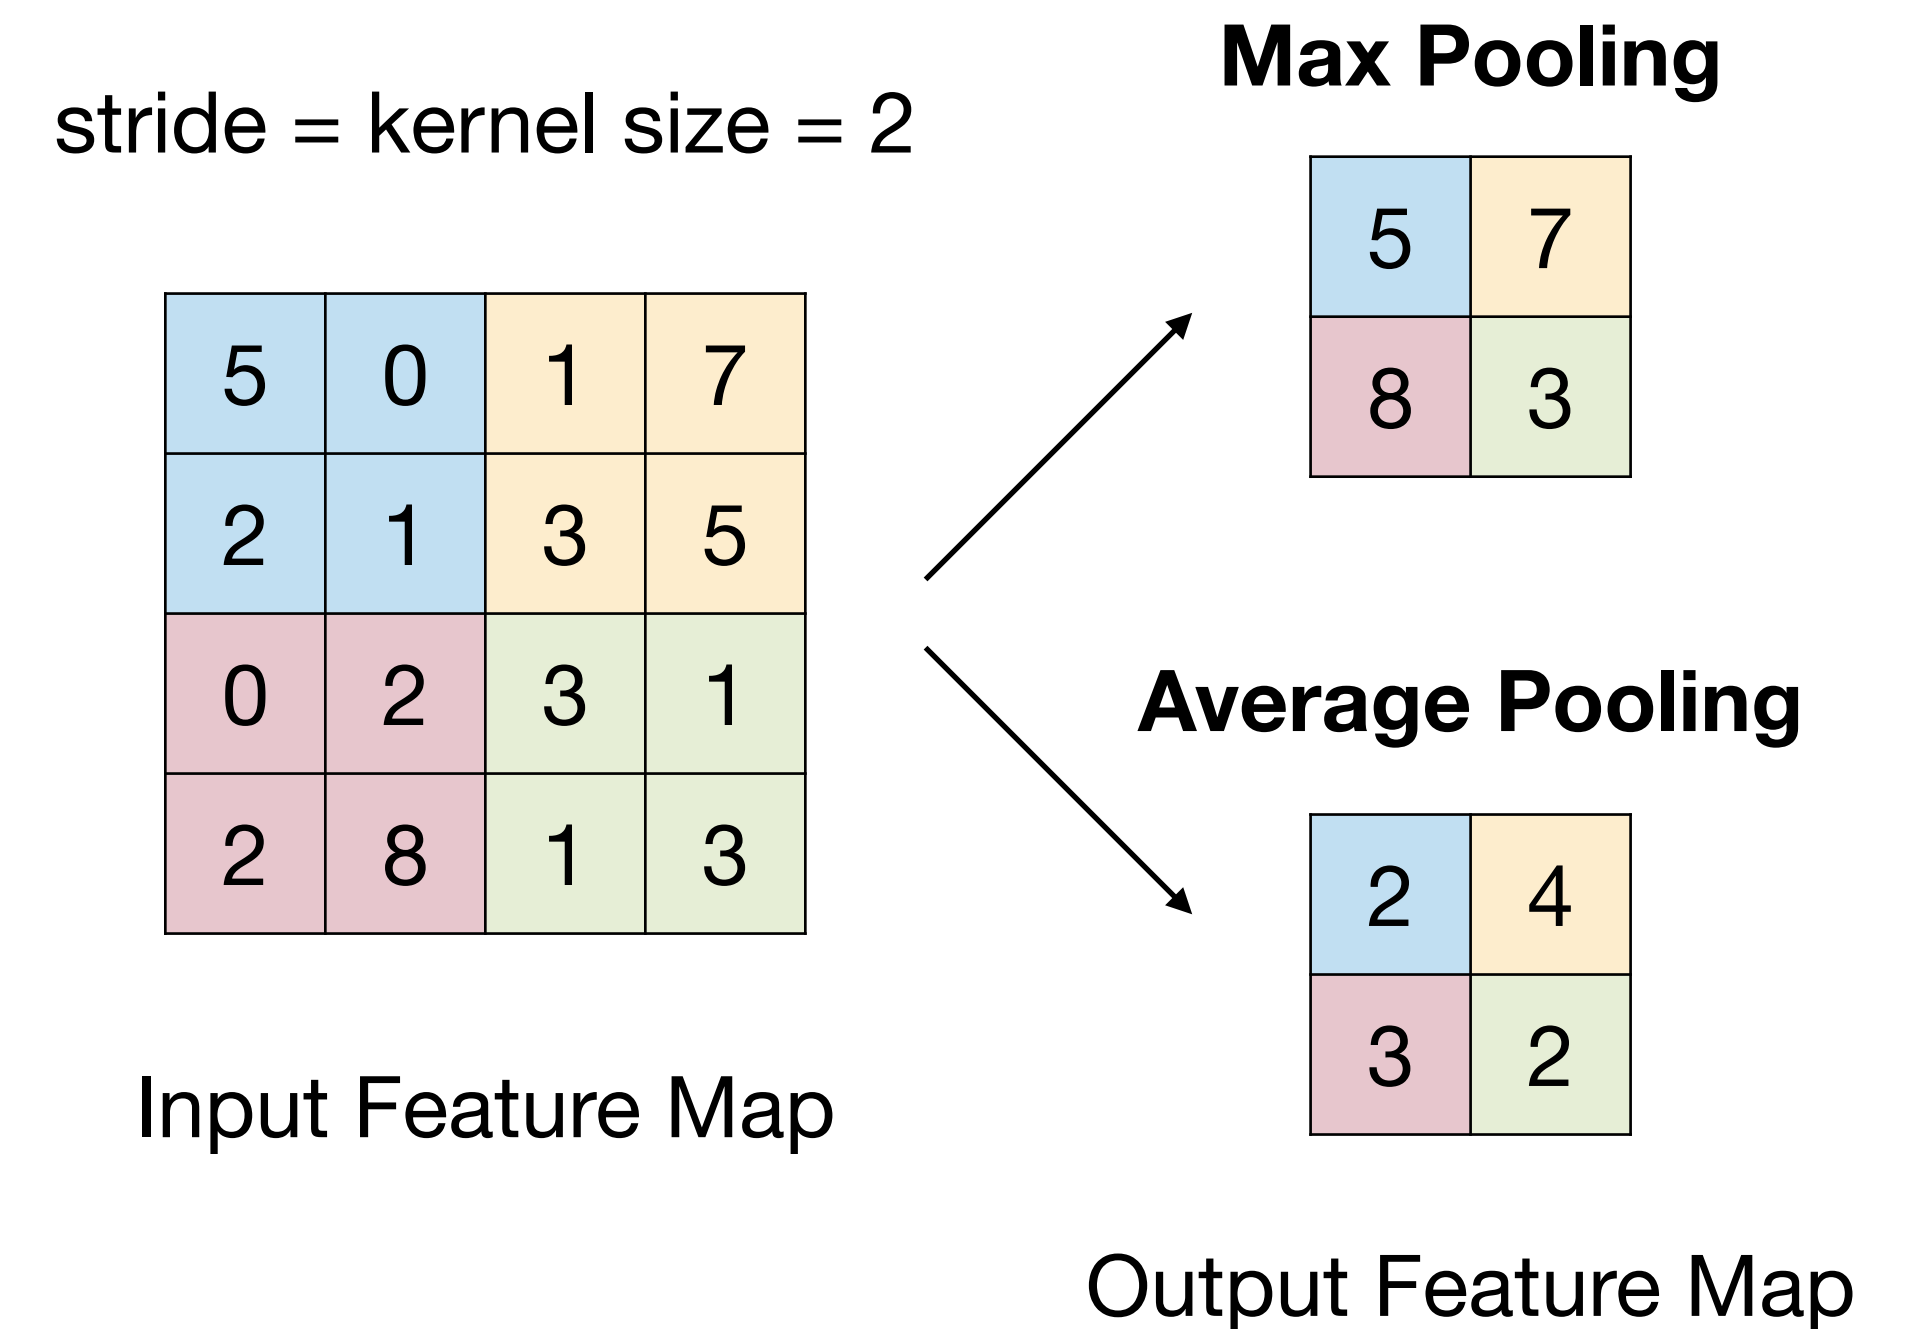 stride = kernel size = 2
5 0 1 7
2 1 3 5
0 2 3 1
2 8 1 3
Input Feature Map
Max Pooling
5 7
8 3
Average Pooling
2 4
3 2
Output Feature Map